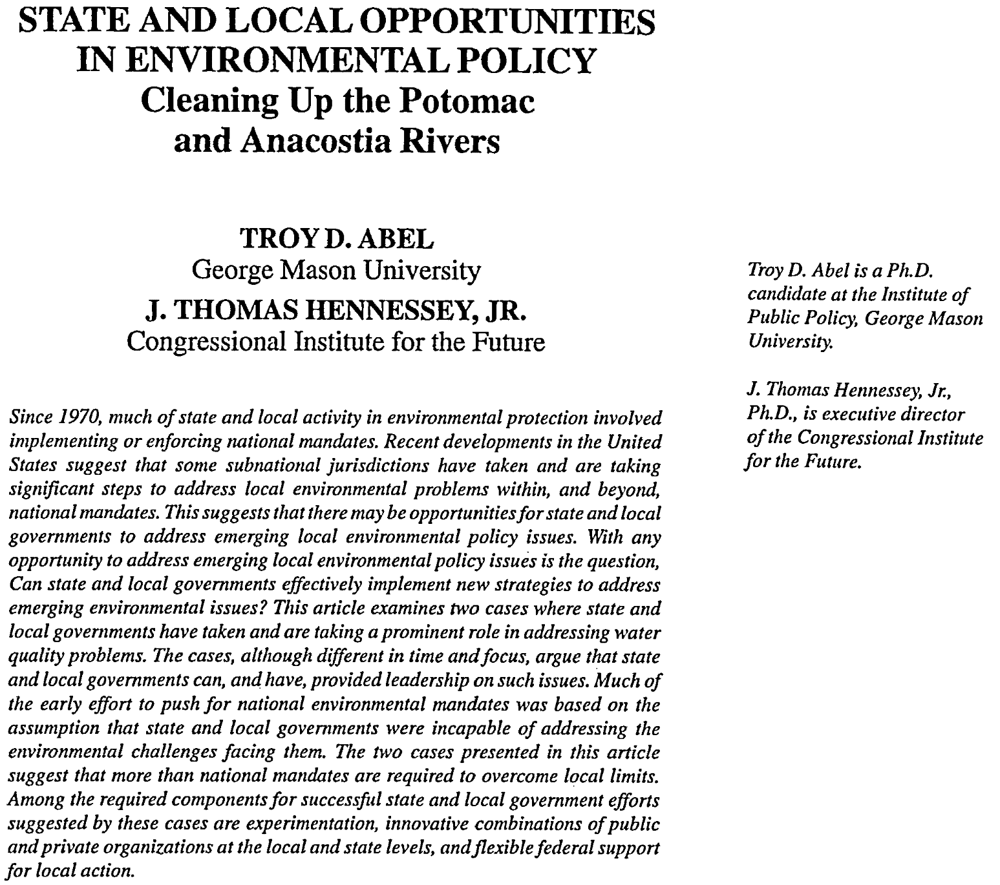 STATE AND LOCAL OPPORTUNITIES
IN ENVIRONMENTAL POLICY
Cleaning Up the Potomac
and Anacostia Rivers
TROY D. ABEL
George Mason University
J. THOMAS HENNESSEY, JR.
Congressional Institute for the Future
Since 1970, much of state and local activity in environmental protection involved
implementing or enforcing national mandates. Recent developments in the United
States suggest that some subnational jurisdictions have taken and are taking
significant steps to address local environmental problems within, and beyond,
national mandates. This suggests that there may be opportunities for state and local
governments to address emerging local environmental policy issues. With any
opportunity to address emerging local environmental policy issues is the question,
Can state and local governments effectively implement new strategies to address
emerging environmental issues? This article examines two cases where state and
local governments have taken and are taking a prominent role in addressing water
quality problems. The cases, although different in time and focus, argue that state
and local governments can, and have, provided leadership on such issues. Much of
the early effort to push for national environmental mandates was based on the
assumption that state and local governments were incapable of addressing the
environmental challenges facing them. The two cases presented in this article
suggest that more than national mandates are required to overcome local limits.
Among the required components for successful state and local government efforts
suggested by these cases are experimentation, innovative combinations of public
and private organizations at the local and state levels, and flexible federal support
for local action.
Troy D. Abel is a Ph.D.
candidate at the Institute of
Public Policy, George Mason
University.
J. Thomas Hennessey, Jr.,
Ph.D., is executive director
of the Congressional Institute
for the Future.